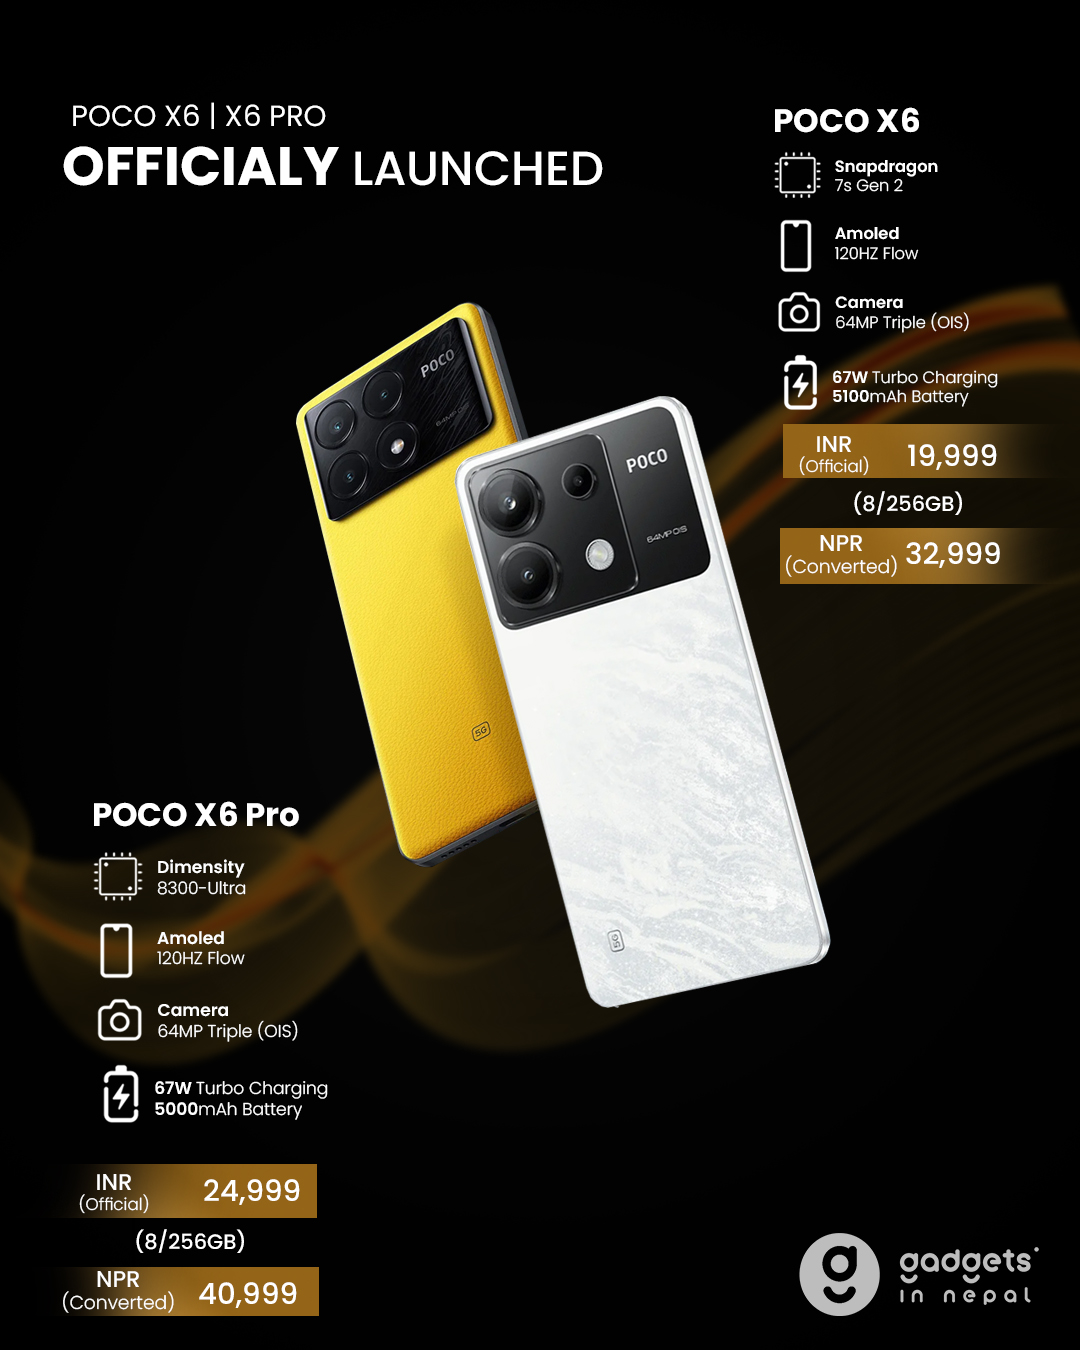 POCO X6 | X6 PRO
OFFICIALY LAUNCHED
POCO X6
Snapdragon
7s Gen 2
Amoled
120HZ Flow
Camera
64MP Triple (OIS)
67W Turbo Charging
5100mAh Battery
INR
(Official)
19,999
(8/256GB)
NPR
(Converted)
32,999
POCO
64MP OIS
5G
POCO
64MP OIS
5G
POCO X6 Pro
Dimensity
8300-Ultra
Amoled
120HZ Flow
Camera
64MP Triple (OIS)
67W Turbo Charging
5000mAh Battery
INR
(Official)
24,999
(8/256GB)
NPR
(Converted)
40,999
gadgets
in nepal